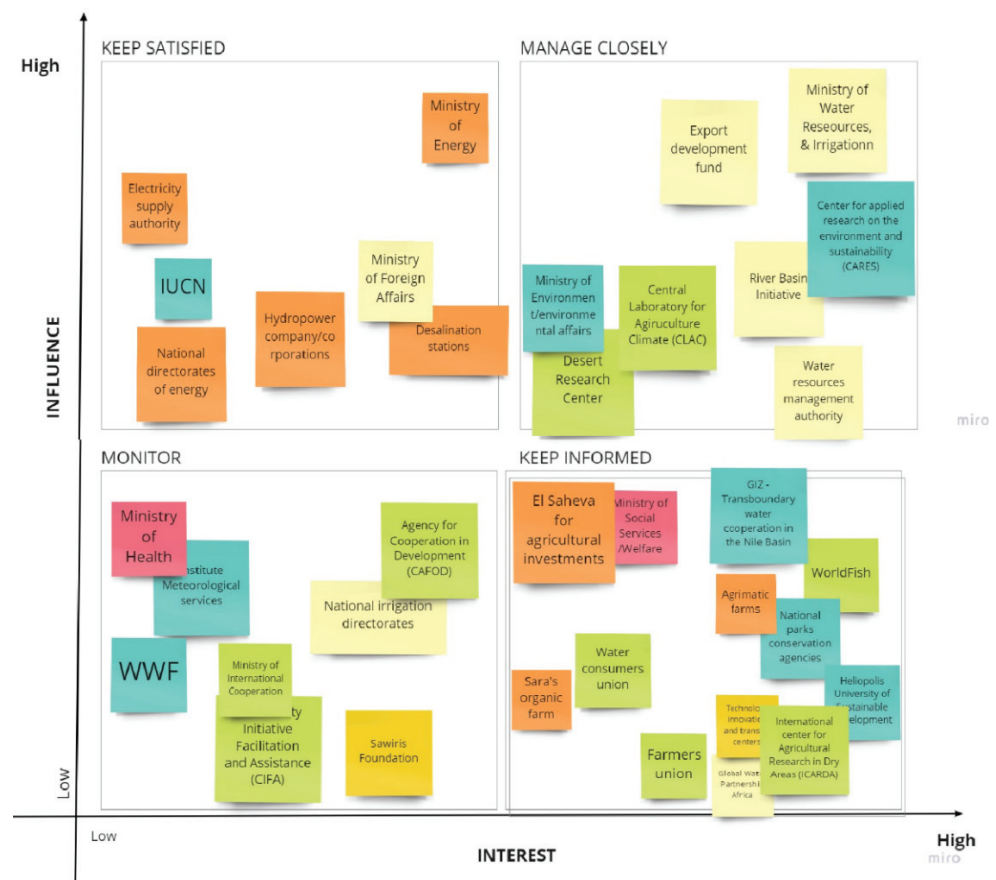 High
INFLUENCE
Low
KEEP SATISFIED
Ministry
of
Energy
Electricity
supply
authority
IUCN
Ministry
of Foreign
Affairs
Hydropower
company/co
rporations
Desalination
stations
National
directorates
of energy
MANAGE CLOSELY
Export
development
fund
Ministry of
Water
Reseources,
& Irrigationn
Center for applied
research on the
environment and
sustainability
(CARES)
River Basin
Initiative
Ministry of
Environmen
t/environme
ntal affairs
Central
Laboratory for
Agiruculture
Climate (CLAC)
Desert
Research
Center
Water
resources
management
authority
miro
MONITOR
Ministry
of
Health
Meteorological
services
Agency for
Cooperation in
Development
(CAFOD)
National irrigation
directorates
WWF
Ministry of
International
Cooperation
Initiative
Facilitation
and Assistance
(CIFA)
Sawiris
Foundation
KEEP INFORMED
El Saheva
for
agricultural
investments
Ministry of
Social
Services
/Welfare
GIZ -
Transboundary
water
cooperation in
the Nile Basin
WorldFish
Agrimatic
farms
National
parks
conservation
agencies
Water
consumers
union
Sara's
organic
farm
Heliopolis
University of
Sustainable
Farmers
union
and
centers
International
center for
Agricultural
Research in Dry
Areas (ICARDA)
Global
Africa
Low
INTEREST
High
miro